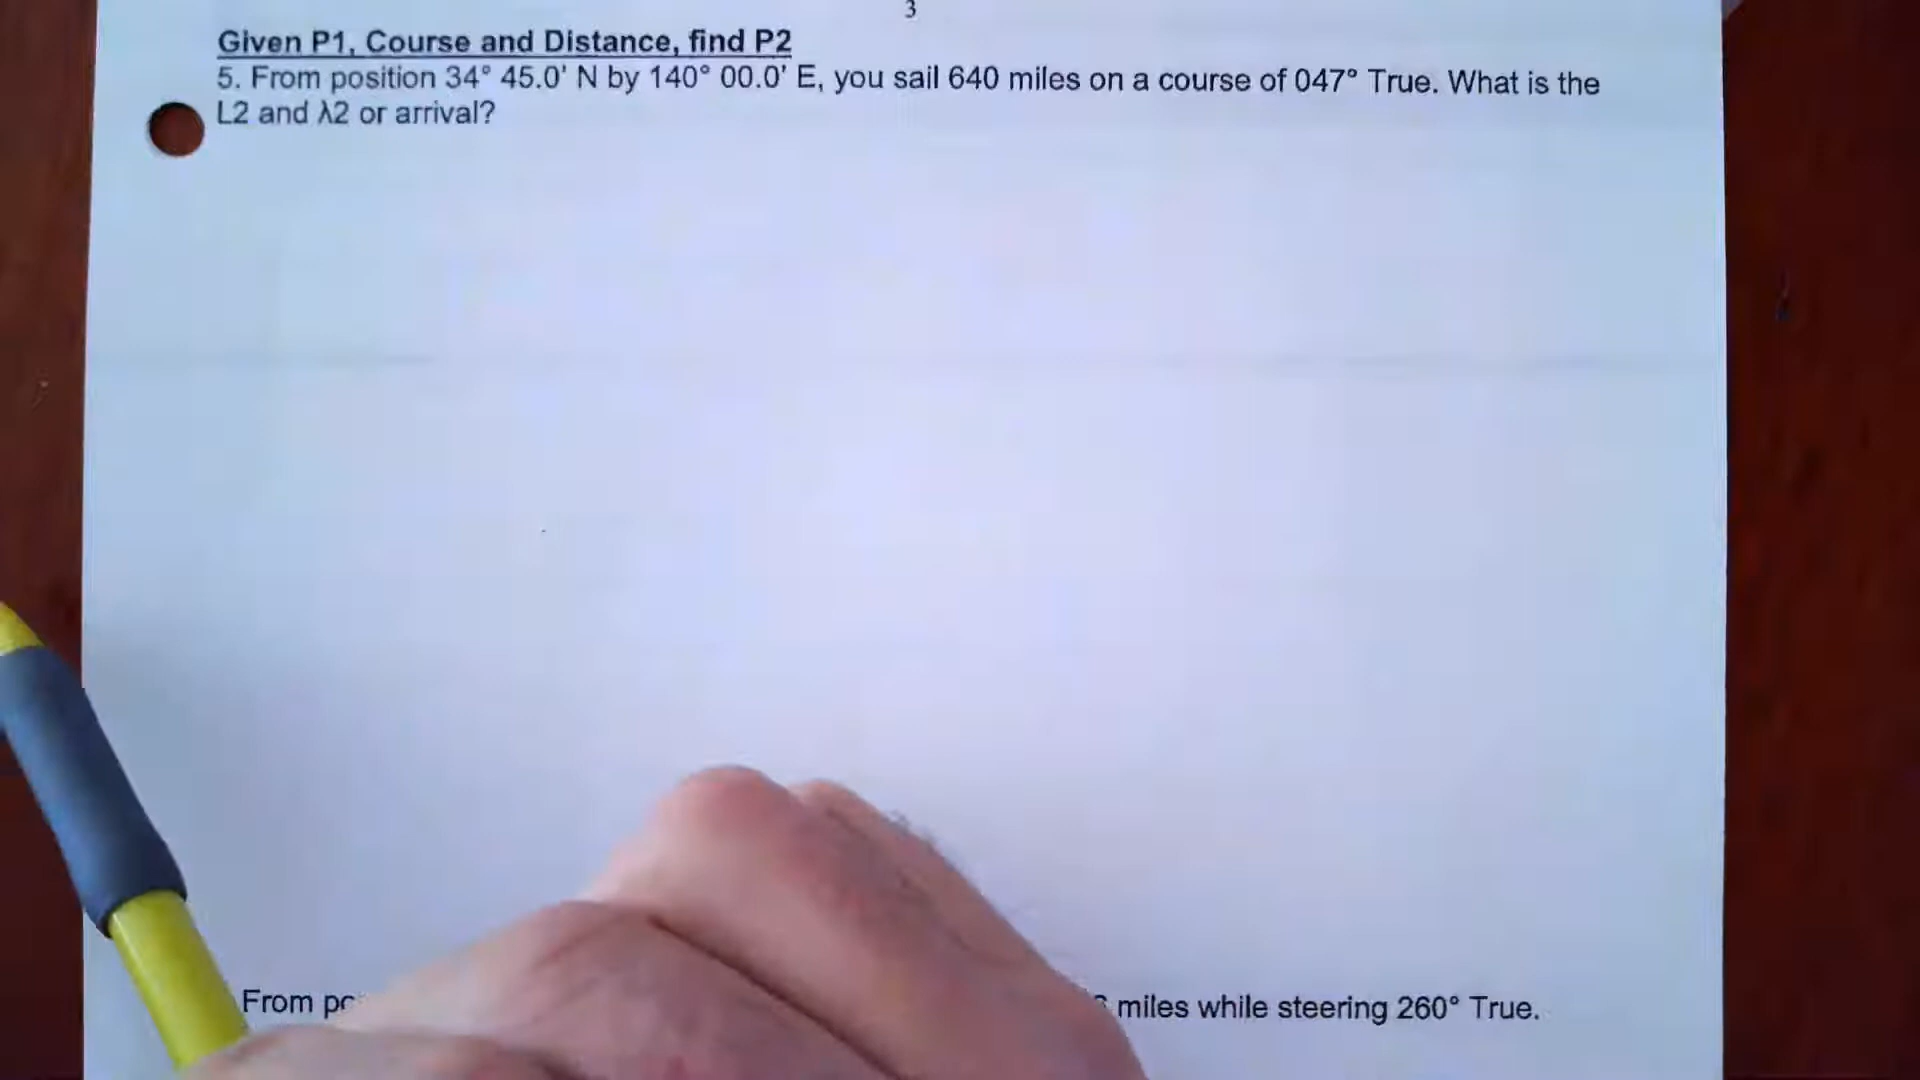 3
Given P1, Course and Distance, find P2
5. From position 34° 45.0' N by 140° 00.0' E, you sail 640 miles on a course of 047° True. What is the
L2 and λ2 or arrival?
From miles while steering 260° True.